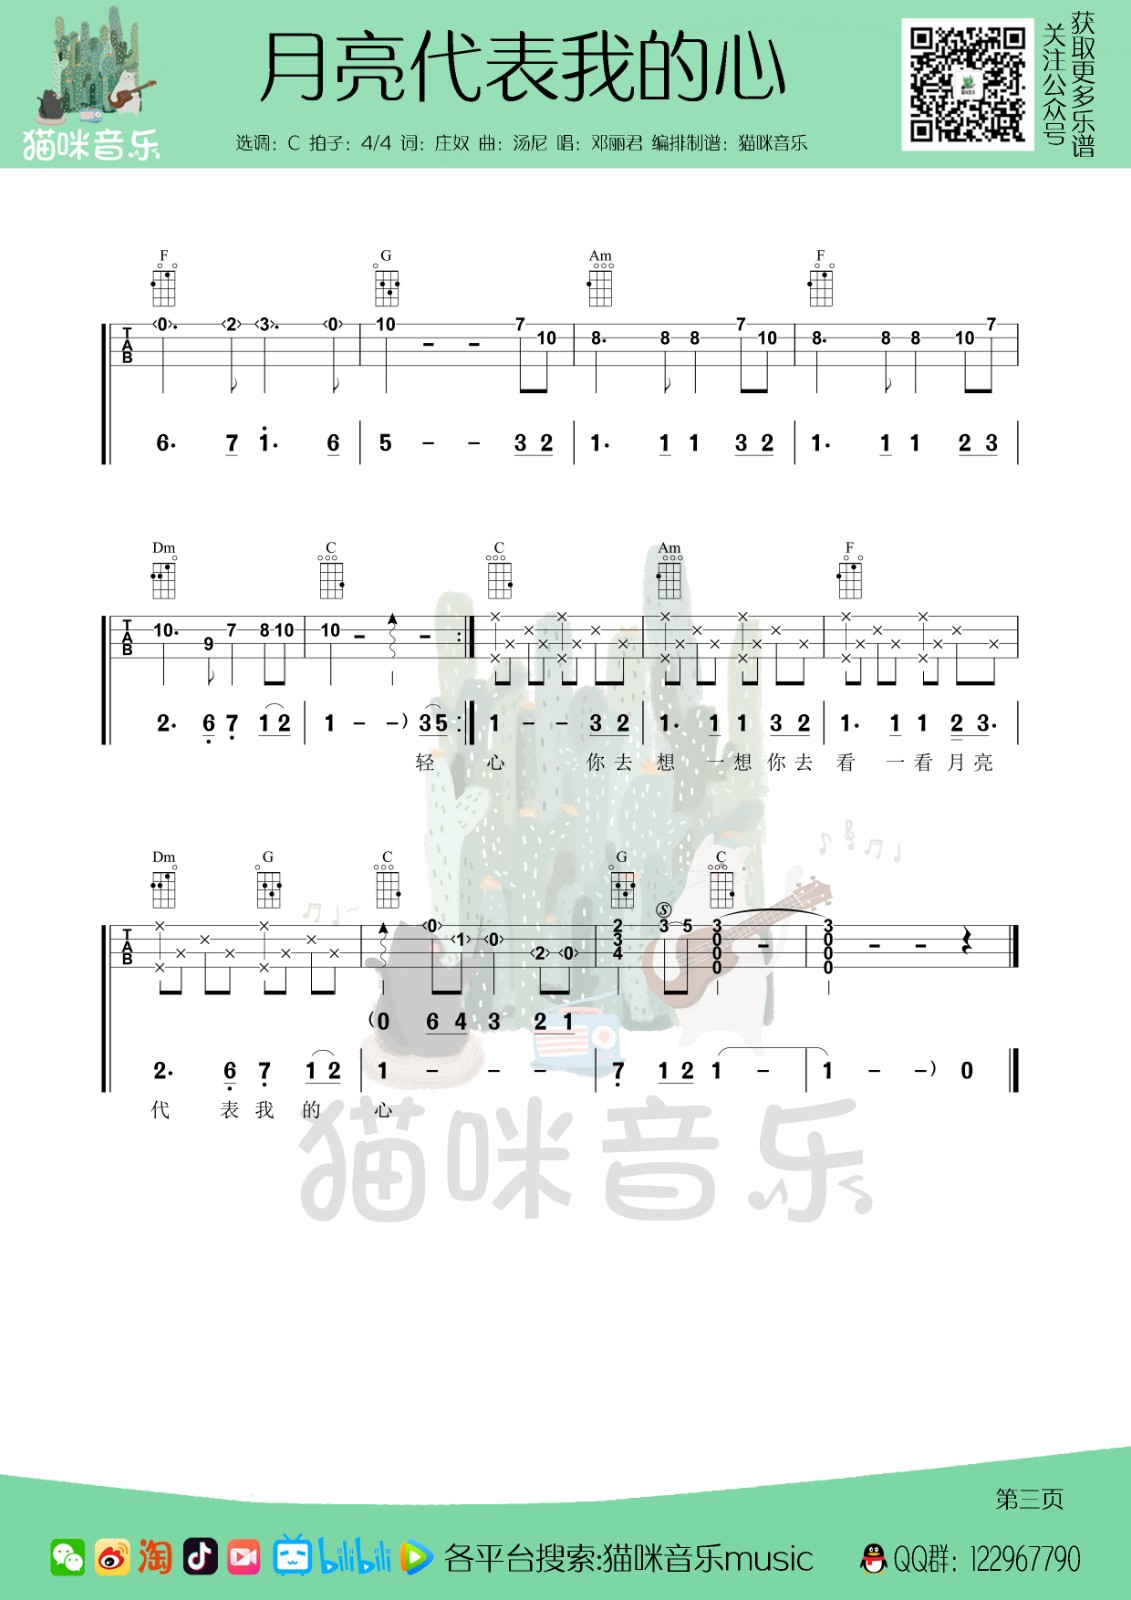 月亮代表我的心
猫咪音乐
选调：C 拍子：4/4 词：庄奴 曲：汤尼 唱：邓丽君 编排制谱：猫咪音乐
关注公众号
获取更多乐谱
F G Am F
T A B <0>. <2> <3>. <0> 10 - - 7 10 8. 8 8 7 10 8. 8 8 10 7
6. 7 1. 6 5 - - 3 2 1. 1 1 3 2 1. 1 1 2 3
Dm C C Am F
T A B 10. 9 7 8 10 10 - -
2. 6 7 1 2 1 - - ) 3 5 1 - - 3 2 1. 1 1 3 2 1. 1 1 2 3.
轻 心 你去 想 一想 你去 看 一看 月亮
Dm G C G C
T A B <0> <1> <0> <2> <0> 2 3 4 S 3 5 3 0 0 0 - 3 0 0 0 - -
(0 6 4 3 2 1
2. 6 7 1 2 1 - - - 7 1 2 1 - 1 - - ) 0
代 表 我 的 心
猫咪音乐
第三页
淘 bilibili 各平台搜索:猫咪音乐music QQ群：122967790